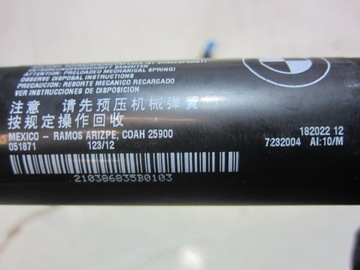 ATTENTION: PRELOADED MECHANICAL SPRING!
OBSERVE DISPOSAL INSTRUCTIONS
PRECAUCION: RESORTE MECANICO RECARGADO
VER INSTRUCCIONES DE DISPOSICION
注意 请先预压机械弹簧
按规定操作回收
MEXICO - RAMOS ARIZPE, COAH 25900
182022 12
051871 123/12
7232004 AI:10/M
210386835B0103